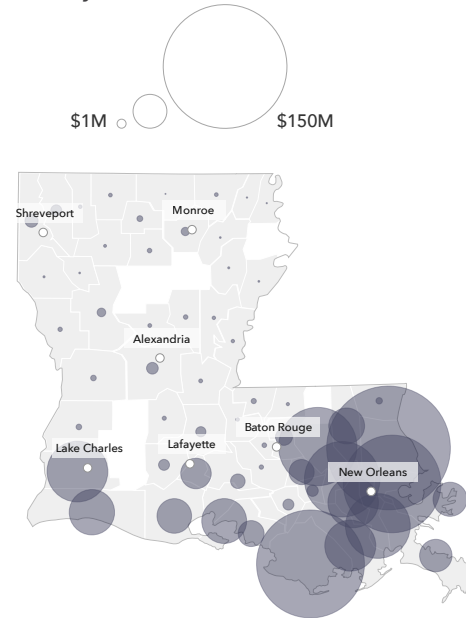 $1M
$150M
Shreveport
Monroe
Alexandria
Baton Rouge
Lake Charles
Lafayette
New Orleans